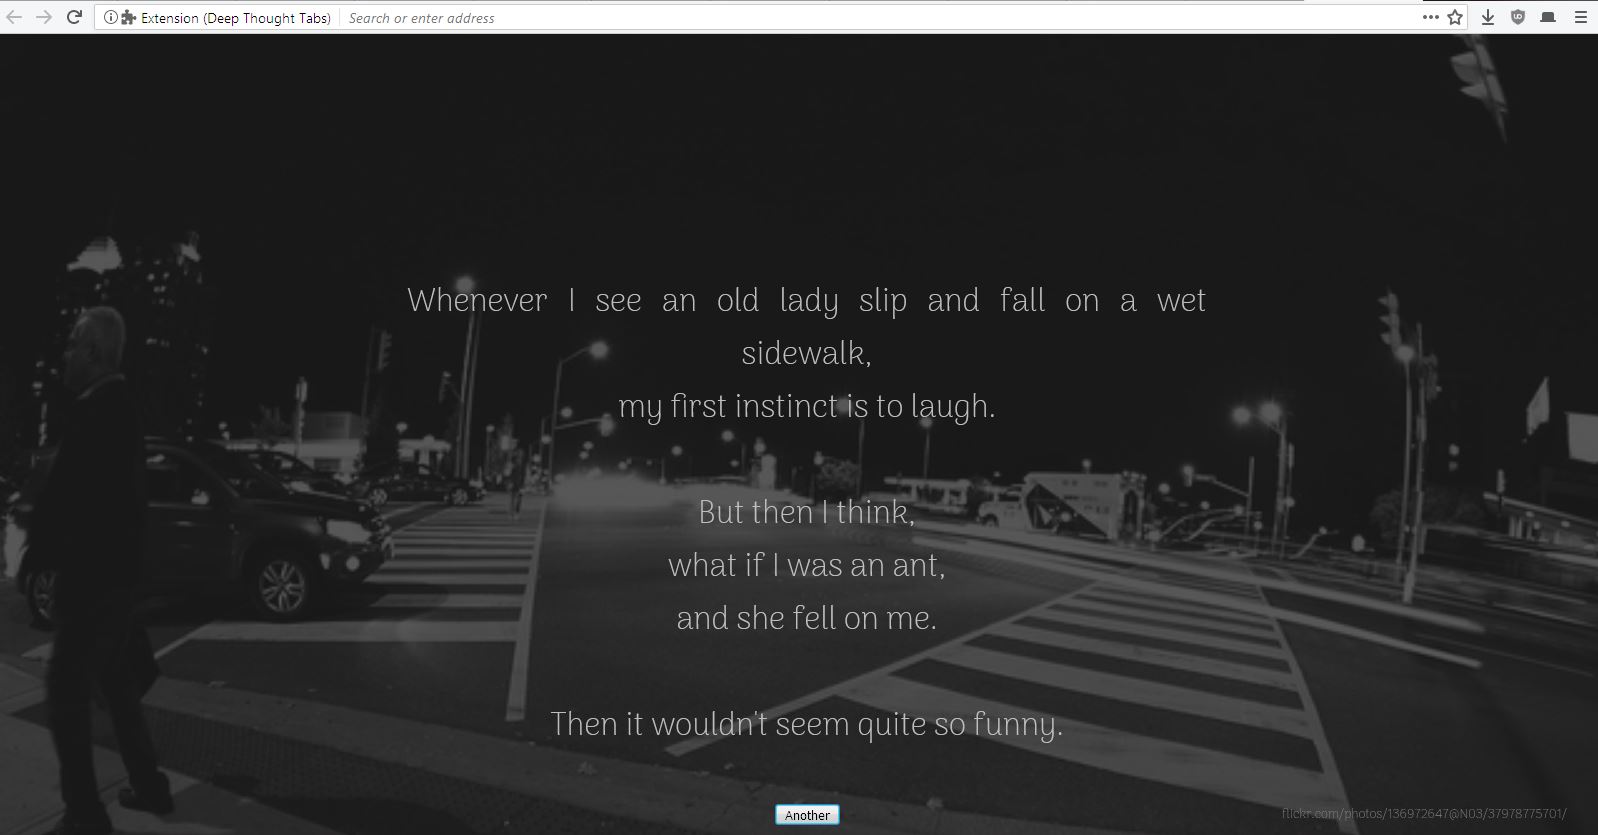 Extension (Deep Thought Tabs) Search or enter address
Whenever I see an old lady slip and fall on a wet
sidewalk,
my first instinct is to laugh.
But then I think,
what if I was an ant,
and she fell on me.
Then it wouldn't seem quite so funny.
Another
flickr.com/photos/136972647@N03/37978775701/